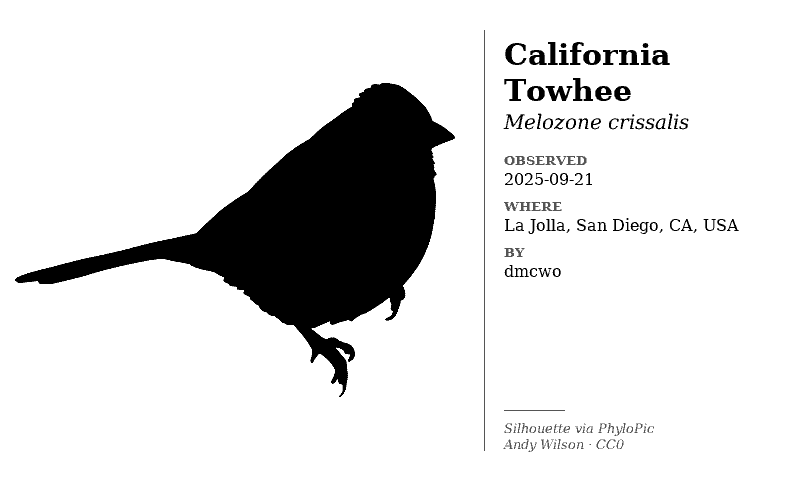 California
Towhee
Melozone crissalis
OBSERVED
2025-09-21
WHERE
La Jolla, San Diego, CA, USA
BY
dmcwo
Silhouette via PhyloPic
Andy Wilson · CC0